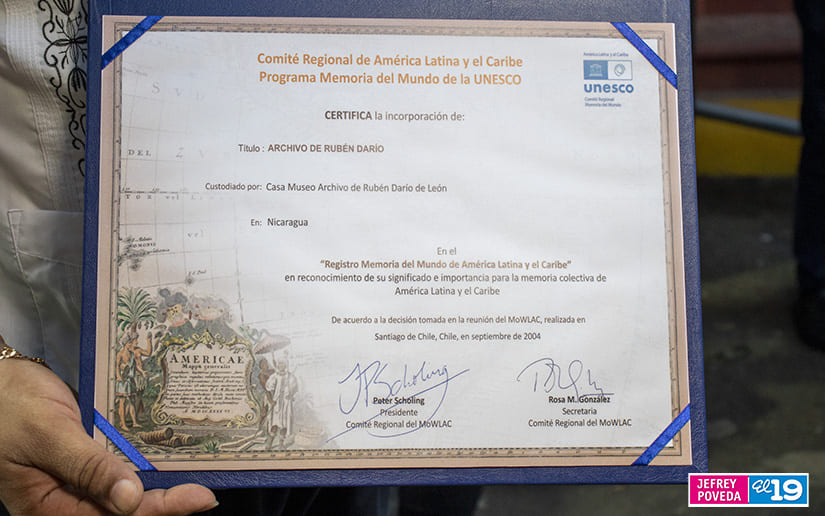 Comité Regional de América Latina y el Caribe
Programa Memoria del Mundo de la UNESCO
América Latina y el Caribe
unesco
Comité Regional
Memoria del Mundo
CERTIFICA la incorporación de:
Título : ARCHIVO DE RUBÉN DARÍO
Custodiado por: Casa Museo Archivo de Rubén Darío de León
En: Nicaragua
En el
“Registro Memoria del Mundo de América Latina y el Caribe”
en reconocimiento de su significado e importancia para la memoria colectiva de
América Latina y el Caribe
De acuerdo a la decisión tomada en la reunión del MoWLAC, realizada en
Santiago de Chile, Chile, en septiembre de 2004
Peter Scholing
Presidente
Comité Regional del MoWLAC
Rosa M. González
Secretaria
Comité Regional del MoWLAC
DEL
AMERICAE
Mappa generalis
JEFREY
POVEDA
El 19